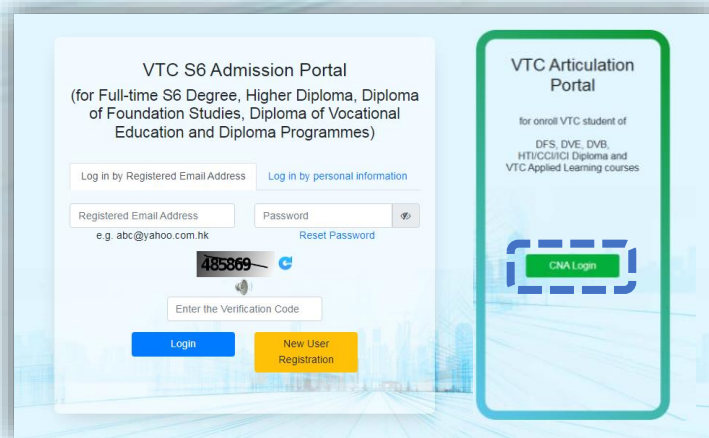 VTC S6 Admission Portal
(for Full-time S6 Degree, Higher Diploma, Diploma
of Foundation Studies, Diploma of Vocational
Education and Diploma Programmes)
Log in by Registered Email Address
Log in by personal information
Registered Email Address
Password
e.g. abc@yahoo.com.hk
Reset Password
485869
Enter the Verification Code
Login
New User
Registration
VTC Articulation
Portal
for onroll VTC student of
DFS, DVE, DVB,
HTI/CCI/ICI Diploma and
VTC Applied Learning courses
CNA Login